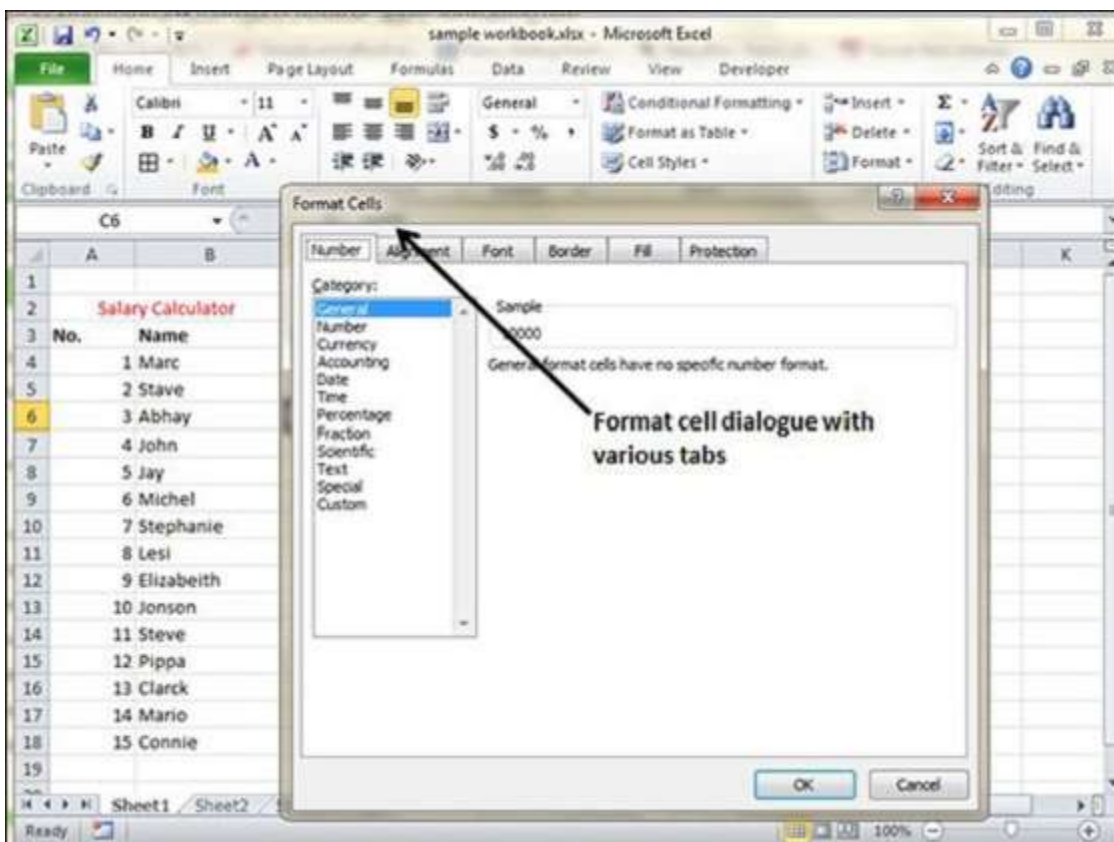 sample workbook.xlsx - Microsoft Excel
File Home Insert Page Layout Formulas Data Review View Developer
Calibri 11 General Conditional Formatting Insert Σ
Paste B I U A A $ % , Format as Table Delete Sort & Find &
A Cell Styles Format Filter Select
Clipboard Font
Format Cells
C6
Number Alignment Font Border Fill Protection
A B K
Category:
1
2 Salary Calculator General Sample
3 No. Name Number
Currency
4 1 Marc Accounting General format cells have no specific number format.
5 2 Stave Date
Time
6 3 Abhay Percentage Format cell dialogue with
7 4 John Fraction various tabs
Scientific
8 5 Jay Text
9 6 Michel Special
Custom
10 7 Stephanie
11 8 Lesi
12 9 Elizabeith
13 10 Jonson
14 11 Steve
15 12 Pippa
16 13 Clarck
17 14 Mario
18 15 Connie
19
OK Cancel
Sheet1 Sheet2
Ready 100%